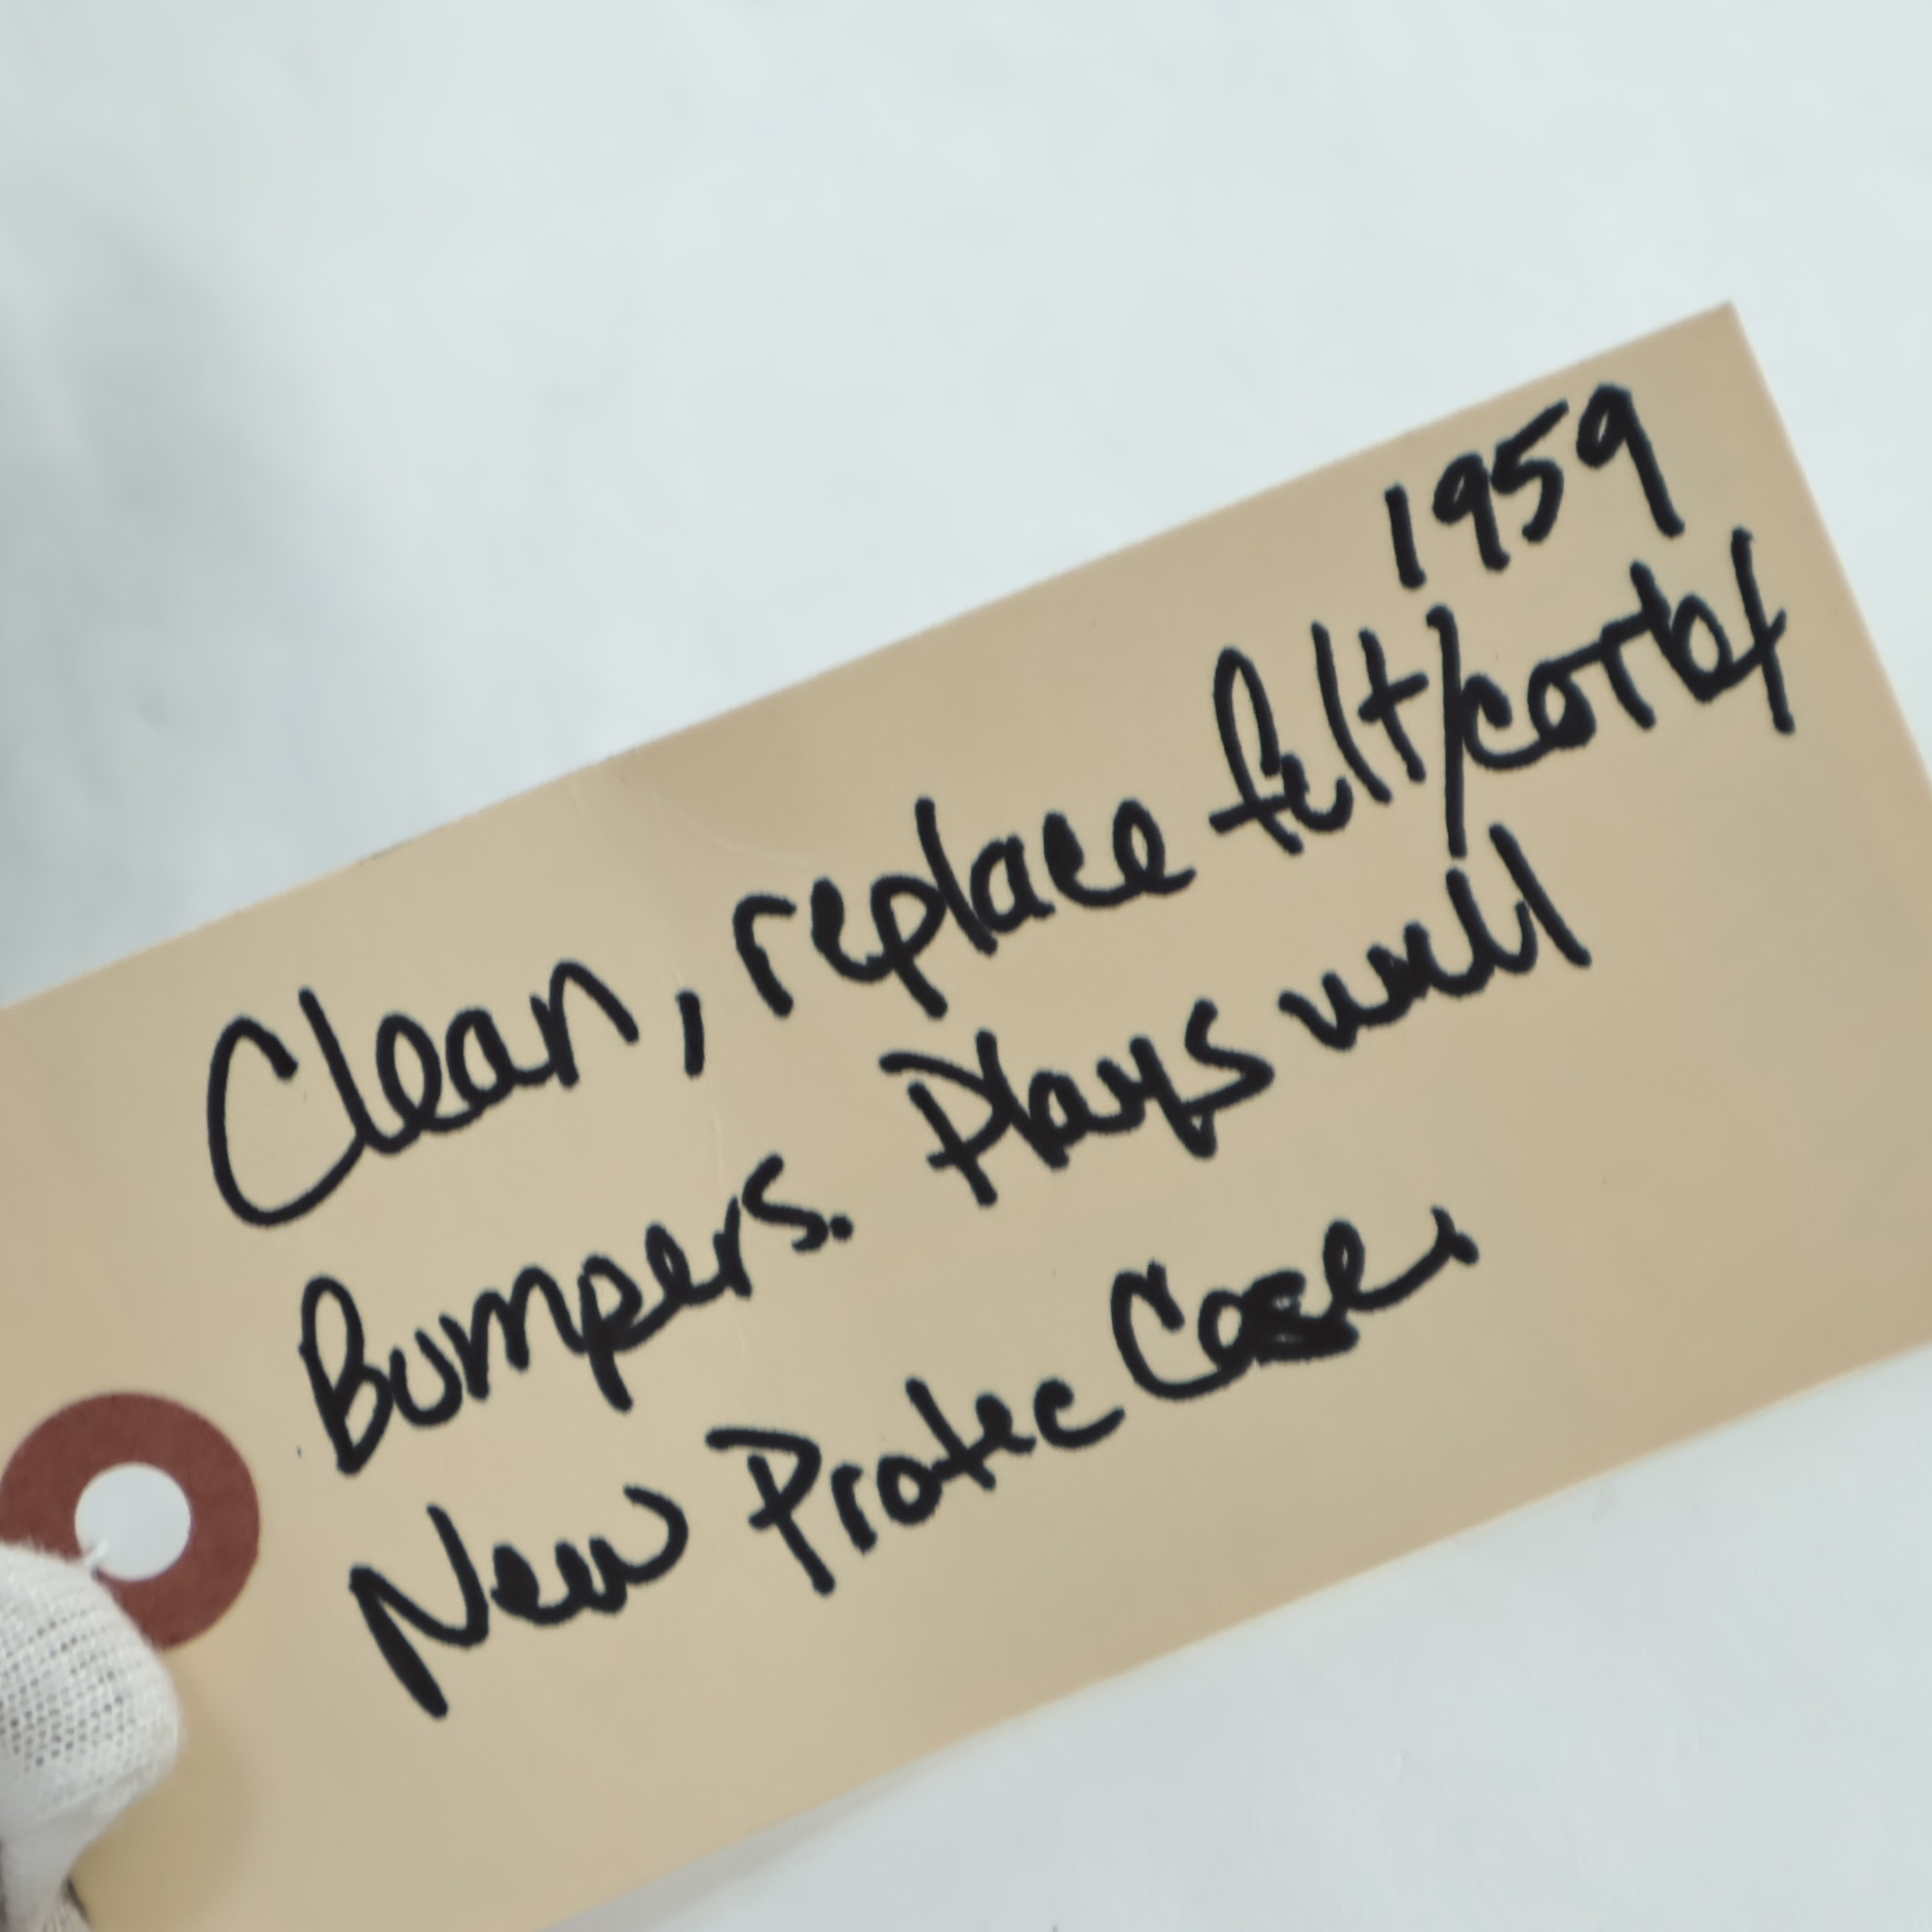 1959
Clean, replace felt/cork
Bumpers. Plays well
New Protec Case.